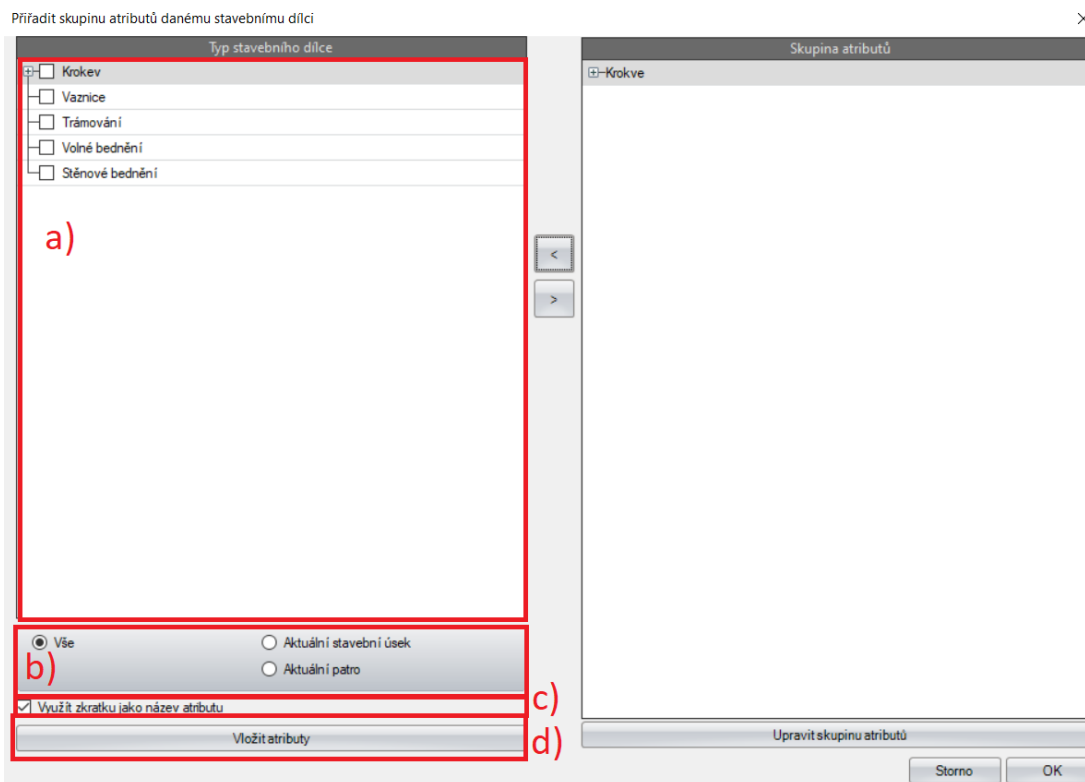 Přiřadit skupinu atributů danému stavebnímu dílci
Typ stavebního dílce
Krokev
Vaznice
Trámování
Volné bednění
Stěnové bednění
a)
<
>
Skupina atributů
Krokve
Vše
Aktuální stavební úsek
Aktuální patro
b)
Využít zkratku jako název atributu
c)
Vložit atributy
d)
Upravit skupinu atributů
Storno
OK